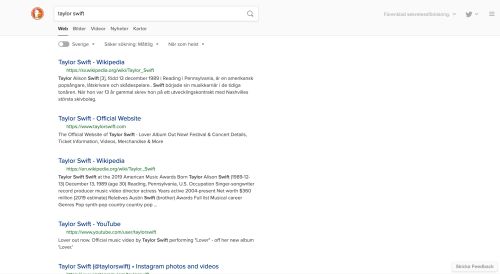 taylor swift
Förenklad sekretessförklaring.
Webb Bilder Videor Nyheter Kartor
Sverige Säker sökning: Måttlig När som helst
Taylor Swift - Wikipedia
https://sv.wikipedia.org/wiki/Taylor_Swift
Taylor Alison Swift [3], född 13 december 1989 i Reading i Pennsylvania, är en amerikansk
popsångare, låtskrivare och skådespelare.. Swift började sin musikkarriär i de tidiga
tonåren. När hon var 13 år gammal skrev hon på ett utvecklingskontrakt med Nashvilles
största skivbolag.
Taylor Swift - Official Website
https://www.taylorswift.com
The Official Website of Taylor Swift - Lover Album Out Now! Festival & Concert Details,
Ticket Information, Videos, Merchandise & More
Taylor Swift - Wikipedia
https://en.wikipedia.org/wiki/Taylor_Swift
Taylor Swift Swift at the 2019 American Music Awards Born Taylor Alison Swift (1989-12-
13) December 13, 1989 (age 30) Reading, Pennsylvania, U.S. Occupation Singer-songwriter
record producer music video director actress Years active 2004-present Net worth $360
million (2019 estimate) Relatives Austin Swift (brother) Awards Full list Musical career
Genres Pop synth-pop country country pop ...
Taylor Swift - YouTube
https://www.youtube.com/user/taylorswift
Lover out now. Official music video by Taylor Swift performing "Lover" - off her new album
'Lover.'
Taylor Swift (@taylorswift) • Instagram photos and videos
Skicka Feedback